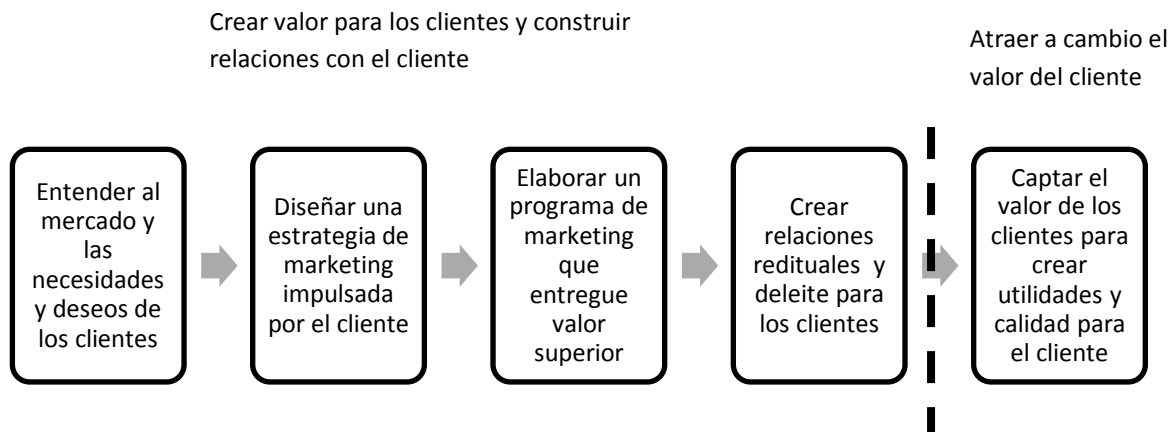 Crear valor para los clientes y construir
relaciones con el cliente
Atraer a cambio el
valor del cliente
Entender al
mercado y
las
necesidades
y deseos de
los clientes
Diseñar una
estrategia de
marketing
impulsada
por el cliente
Elaborar un
programa de
marketing
que
entregue
valor
superior
Crear
relaciones
redituales y
deleite para
los clientes
Captar el
valor de los
clientes para
crear
utilidades y
calidad para
el cliente